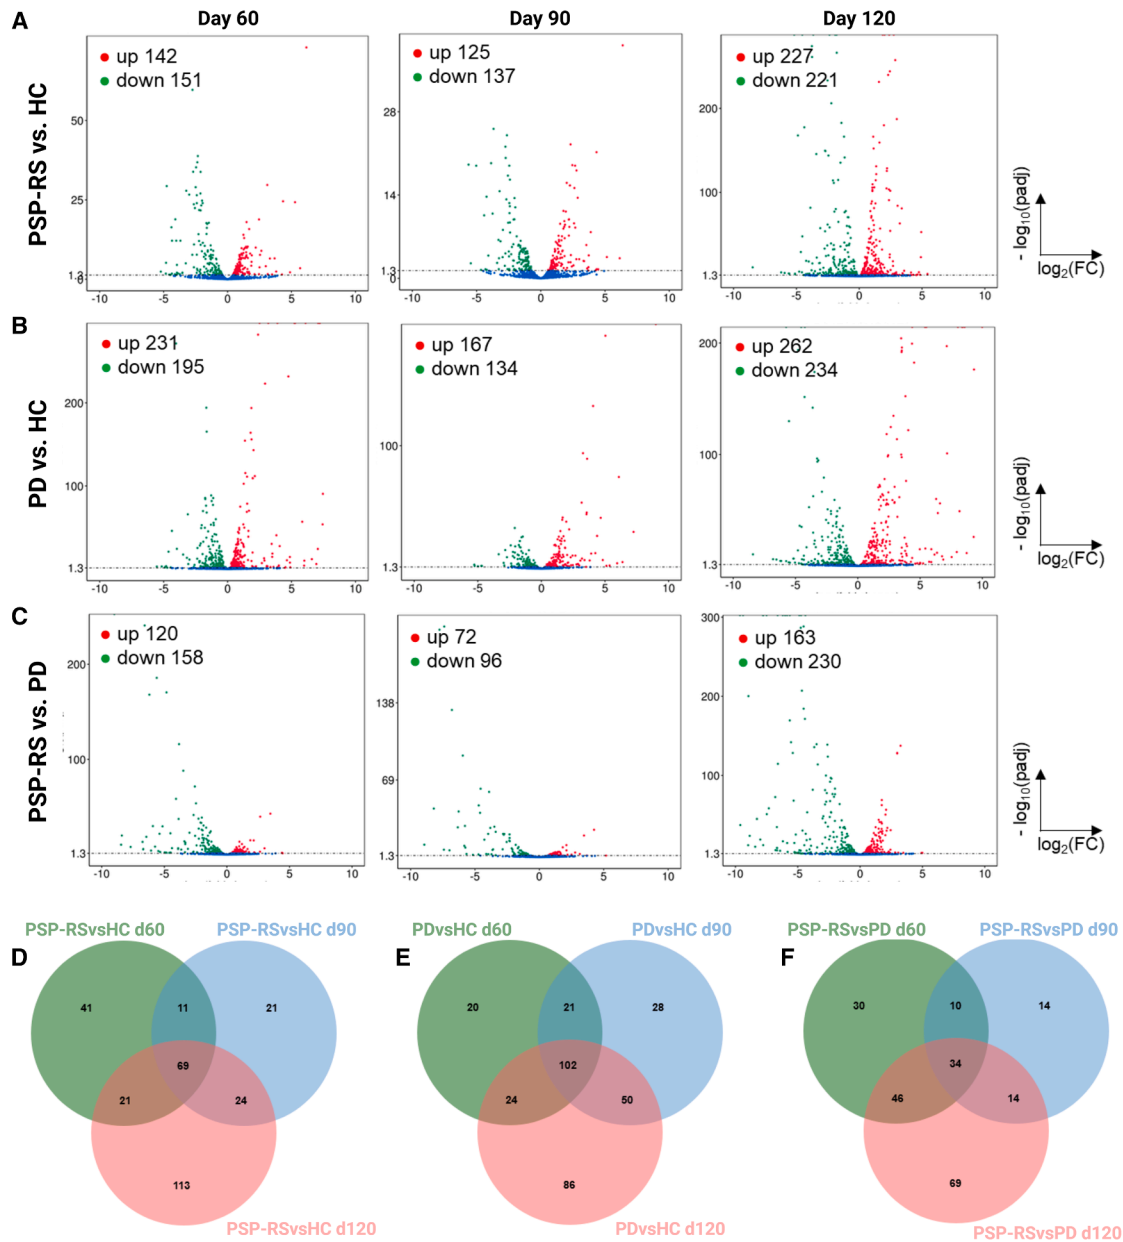 A
Day 60
Day 90
Day 120
PSP-RS vs. HC
up 142
down 151
50
25
1.3
0
-10
-5
0
5
10
up 125
down 137
28
14
1.3
0
-10
-5
0
5
10
up 227
down 221
200
100
1.3
-10
-5
0
5
10
- log10(padj)
log2(FC)
B
PD vs. HC
up 231
down 195
200
100
1.3
-10
-5
0
5
10
up 167
down 134
100
1.3
-10
-5
0
5
10
up 262
down 234
200
100
1.3
-10
-5
0
5
10
- log10(padj)
log2(FC)
C
PSP-RS vs. PD
up 120
down 158
200
100
1.3
-10
-5
0
5
10
up 72
down 96
138
69
1.3
-10
-5
0
5
10
up 163
down 230
300
200
100
1.3
-10
-5
0
5
10
- log10(padj)
log2(FC)
D
PSP-RSvsHC d60
PSP-RSvsHC d90
41
11
21
69
21
24
113
PSP-RSvsHC d120
E
PDvsHC d60
PDvsHC d90
20
21
28
102
24
50
86
PDvsHC d120
F
PSP-RSvsPD d60
PSP-RSvsPD d90
30
10
14
34
46
14
69
PSP-RSvsPD d120